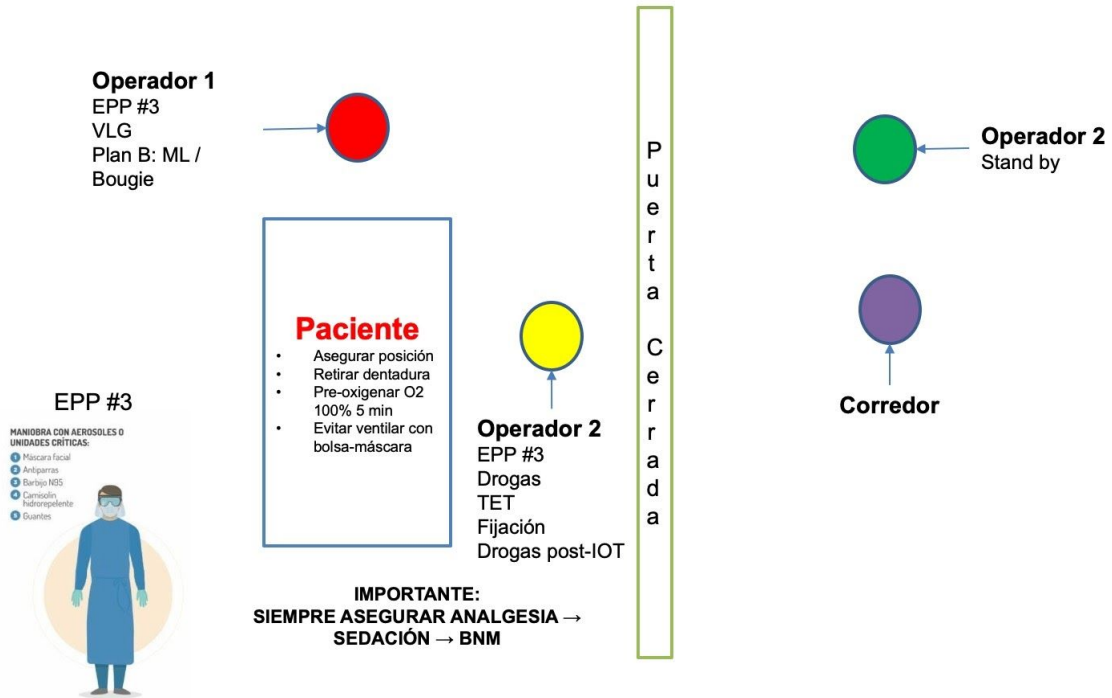 Operador 1
EPP #3
VLG
Plan B: ML /
Bougie
Paciente
• Asegurar posición
• Retirar dentadura
• Pre-oxigenar O2
100% 5 min
• Evitar ventilar con
bolsa-máscara
Operador 2
EPP #3
Drogas
TET
Fijación
Drogas post-IOT
Puerta Cerrada
Operador 2
Stand by
Corredor
EPP #3
MANIOBRA CON AEROSOLES O
UNIDADES CRÍTICAS:
1 Máscara facial
2 Antiparras
3 Barbijo N95
4 Camisolin
hidrorepelente
5 Guantes
IMPORTANTE:
SIEMPRE ASEGURAR ANALGESIA →
SEDACIÓN → BNM